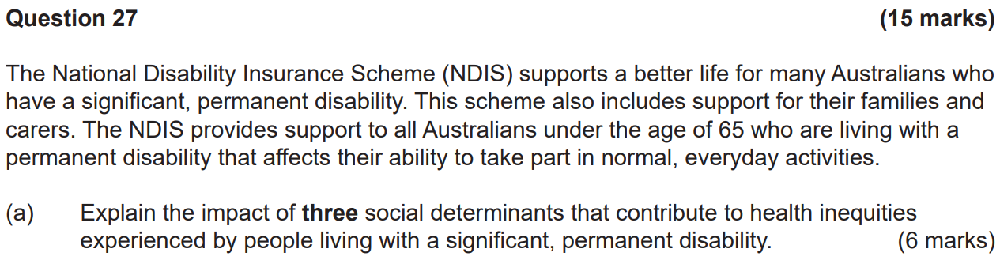 Question 27 (15 marks)
The National Disability Insurance Scheme (NDIS) supports a better life for many Australians who
have a significant, permanent disability. This scheme also includes support for their families and
carers. The NDIS provides support to all Australians under the age of 65 who are living with a
permanent disability that affects their ability to take part in normal, everyday activities.
(a) Explain the impact of three social determinants that contribute to health inequities
experienced by people living with a significant, permanent disability. (6 marks)